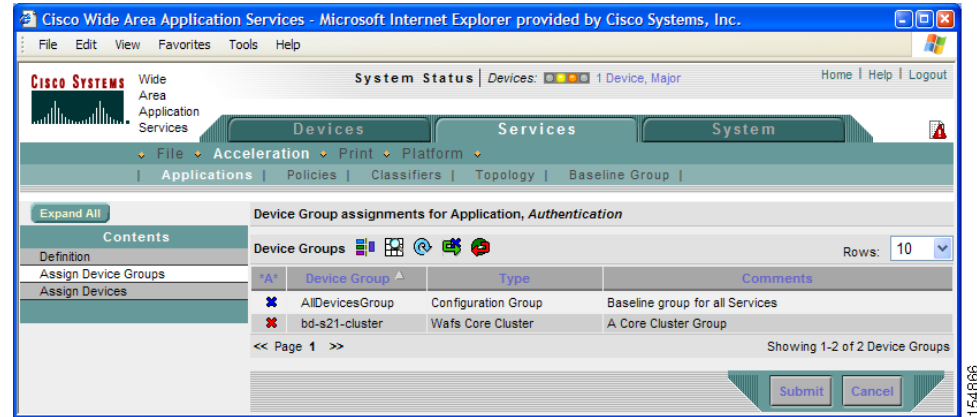 Cisco Wide Area Application Services - Microsoft Internet Explorer provided by Cisco Systems, Inc.
File Edit View Favorites Tools Help
CISCO SYSTEMS
Wide
Area
Application
Services
System Status | Devices: 1 Device, Major
Home | Help | Logout
Devices Services System
File Acceleration Print Platform
| Applications | Policies | Classifiers | Topology | Baseline Group |
Expand All
Contents
Definition
Assign Device Groups
Assign Devices
Device Group assignments for Application, Authentication
Device Groups
Rows: 10
*A* Device Group Type Comments
AllDevicesGroup Configuration Group Baseline group for all Services
bd-s21-cluster Wafs Core Cluster A Core Cluster Group
<< Page 1 >>
Showing 1-2 of 2 Device Groups
Submit Cancel
154866